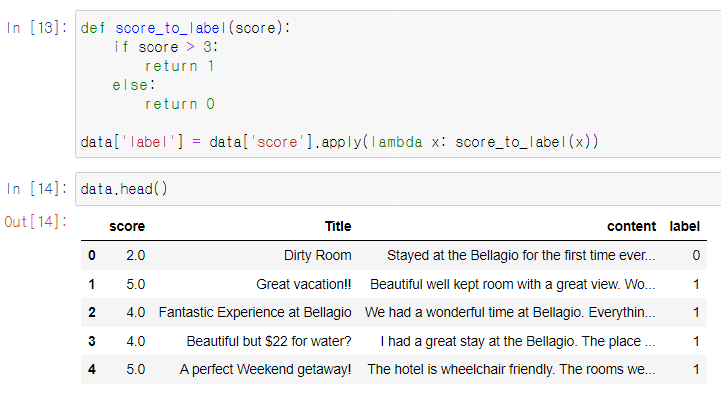 In [13]: def score_to_label(score):
if score > 3:
return 1
else:
return 0
data['label'] = data['score'].apply(lambda x: score_to_label(x))
In [14]: data.head()
Out[14]:
score Title content label
0 2.0 Dirty Room Stayed at the Bellagio for the first time ever... 0
1 5.0 Great vacation!! Beautiful well kept room with a great view. Wo... 1
2 4.0 Fantastic Experience at Bellagio We had a wonderful time at Bellagio. Everythin... 1
3 4.0 Beautiful but $22 for water? I had a great stay at the Bellagio. The place ... 1
4 5.0 A perfect Weekend getaway! The hotel is wheelchair friendly. The rooms we... 1